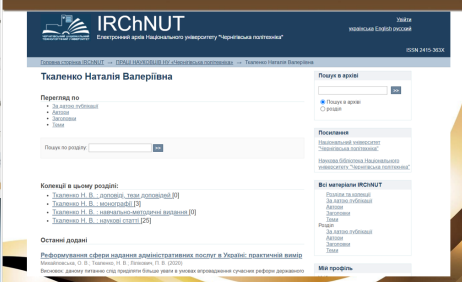 IRChNUT
Електронний архів Національного університету "Чернігівська політехніка"
Увійти
українська English русский
ISSN 2415-363X
Головна сторінка IRChNUT → ПРАЦІ НАУКОВЦІВ НУ «Чернігівська політехніка» → Ткаленко Наталія Валеріївна
Ткаленко Наталія Валеріївна
Перегляд по
За датою публікації
Автори
Заголовки
Теми
Пошук по розділу
>>
Колекції в цьому розділі:
Ткаленко Н. В. : доповіді, тези доповідей [0]
Ткаленко Н. В. : монографії [3]
Ткаленко Н. В. : навчально-методичні видання [0]
Ткаленко Н. В. : наукові статті [25]
Останні додані
Реформування сфери надання адміністративних послуг в Україні: практичний вимір
Михайловська, О. В.; Ткаленко, Н. В.; (2020)
Висновок: даному питанню слід приділяти більше уваги в умовах впровадження сучасних реформ державного
Пошук в архіві
>>
Пошук в архіві
розділ
Посилання
Національний університет
"Чернігівська політехніка"
Наукова бібліотека Національного
університету "Чернігівська політехніка"
Всі матеріали IRChNUT
Розділи та колекції
За датою публікації
Автори
Заголовки
Теми
Розділ
За датою публікації
Автори
Заголовки
Теми
Мій профіль